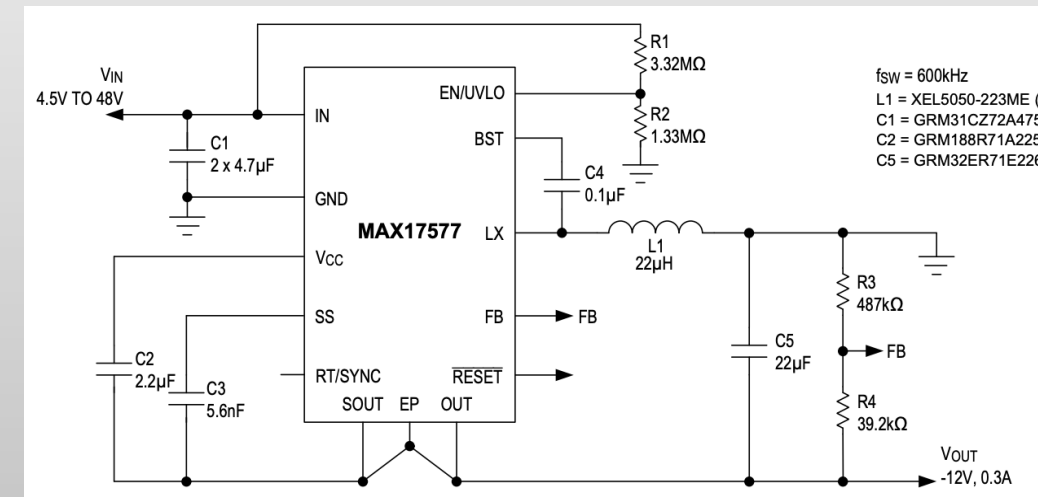 VIN
4.5V TO 48V
C1
2 x 4.7µF
C2
2.2µF
C3
5.6nF
IN
GND
VCC
SS
RT/SYNC
SOUT
EP
OUT
MAX17577
EN/UVLO
BST
LX
FB
RESET
R1
3.32MΩ
R2
1.33MΩ
C4
0.1µF
L1
22µH
FB
C5
22µF
R3
487kΩ
FB
R4
39.2kΩ
VOUT
-12V, 0.3A
fSW = 600kHz
L1 = XEL5050-223ME (
C1 = GRM31CZ72A475
C2 = GRM188R71A225
C5 = GRM32ER71E226